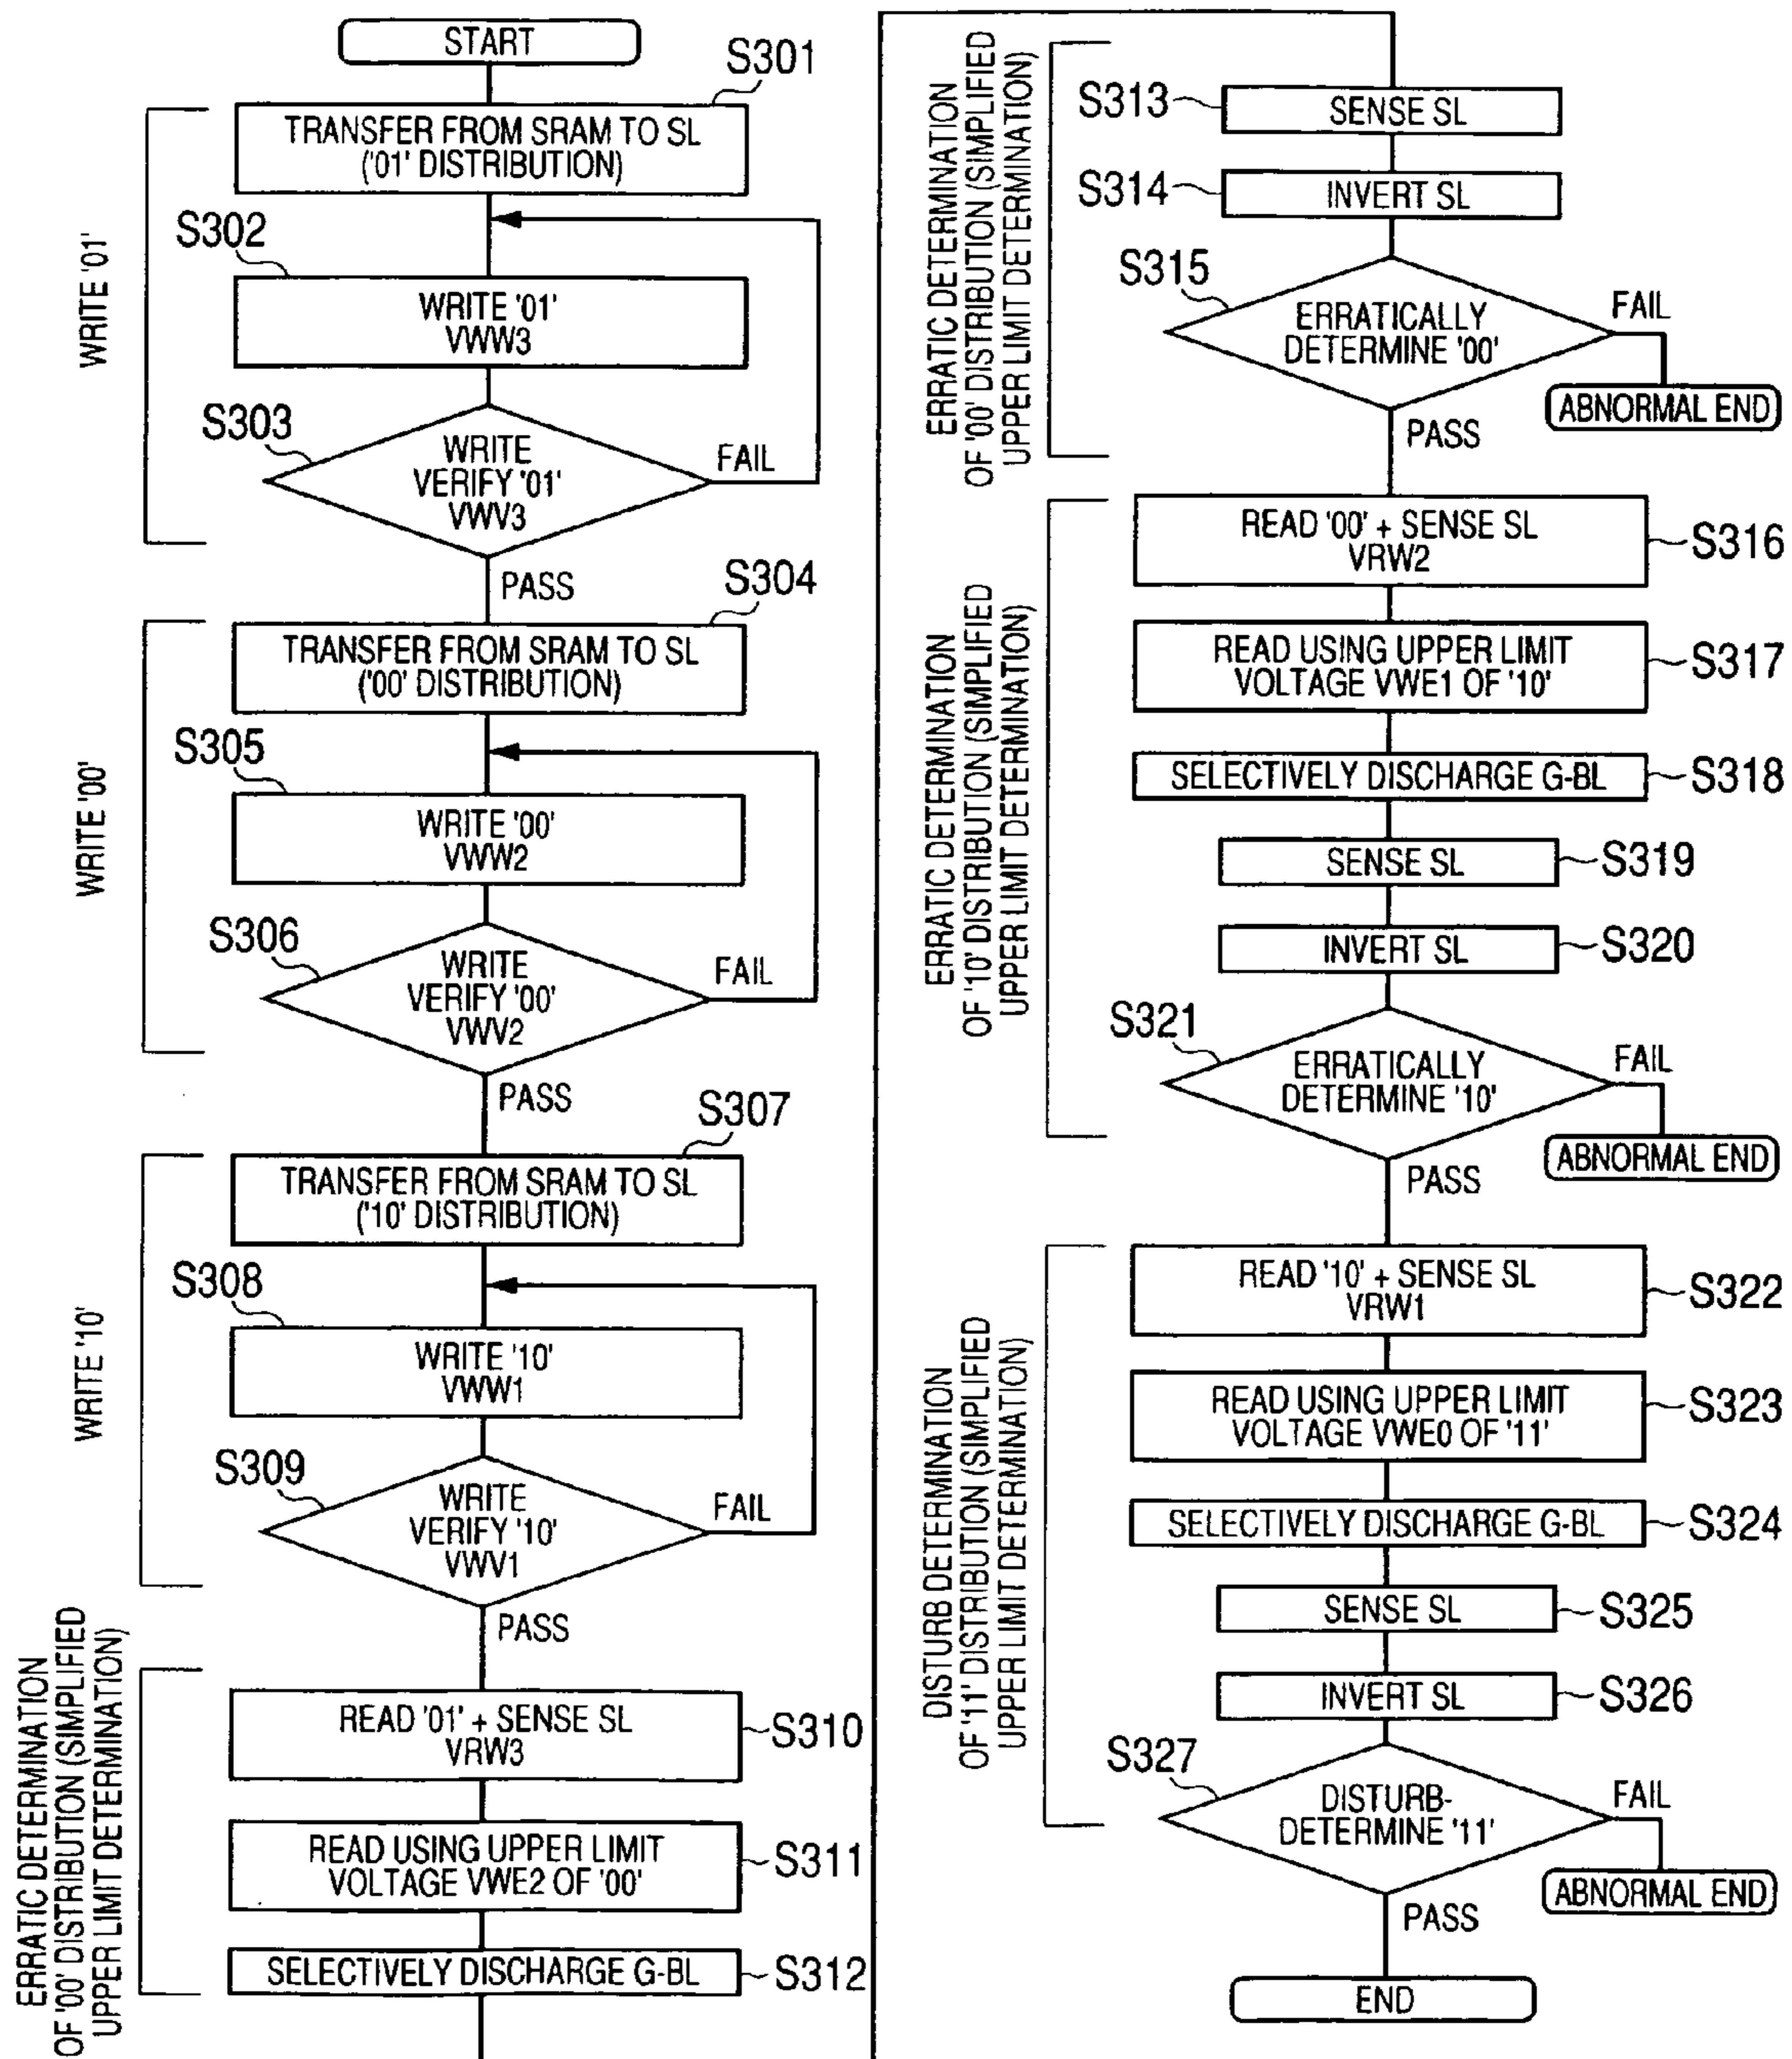 START
S301
TRANSFER FROM SRAM TO SL
('01' DISTRIBUTION)
WRITE '01'
S302
WRITE '01'
VWW3
S303
WRITE
VERIFY '01'
VWV3
FAIL
PASS
S304
TRANSFER FROM SRAM TO SL
('00' DISTRIBUTION)
WRITE '00'
S305
WRITE '00'
VWW2
S306
WRITE
VERIFY '00'
VWV2
FAIL
PASS
S307
TRANSFER FROM SRAM TO SL
('10' DISTRIBUTION)
WRITE '10'
S308
WRITE '10'
VWW1
S309
WRITE
VERIFY '10'
VWV1
FAIL
PASS
ERRATIC DETERMINATION
OF '00' DISTRIBUTION (SIMPLIFIED
UPPER LIMIT DETERMINATION)
READ '01' + SENSE SL
VRW3
S310
READ USING UPPER LIMIT
VOLTAGE VWE2 OF '00'
S311
SELECTIVELY DISCHARGE G-BL
S312
ERRATIC DETERMINATION
OF '00' DISTRIBUTION (SIMPLIFIED
UPPER LIMIT DETERMINATION)
S313
SENSE SL
S314
INVERT SL
S315
ERRATICALLY
DETERMINE '00'
FAIL
ABNORMAL END
PASS
ERRATIC DETERMINATION
OF '10' DISTRIBUTION (SIMPLIFIED
UPPER LIMIT DETERMINATION)
READ '00' + SENSE SL
VRW2
S316
READ USING UPPER LIMIT
VOLTAGE VWE1 OF '10'
S317
SELECTIVELY DISCHARGE G-BL
S318
SENSE SL
S319
INVERT SL
S320
S321
ERRATICALLY
DETERMINE '10'
FAIL
ABNORMAL END
PASS
DISTURB DETERMINATION
OF '11' DISTRIBUTION (SIMPLIFIED
UPPER LIMIT DETERMINATION)
READ '10' + SENSE SL
VRW1
S322
READ USING UPPER LIMIT
VOLTAGE VWE0 OF '11'
S323
SELECTIVELY DISCHARGE G-BL
S324
SENSE SL
S325
INVERT SL
S326
S327
DISTURB-
DETERMINE '11'
FAIL
ABNORMAL END
PASS
END